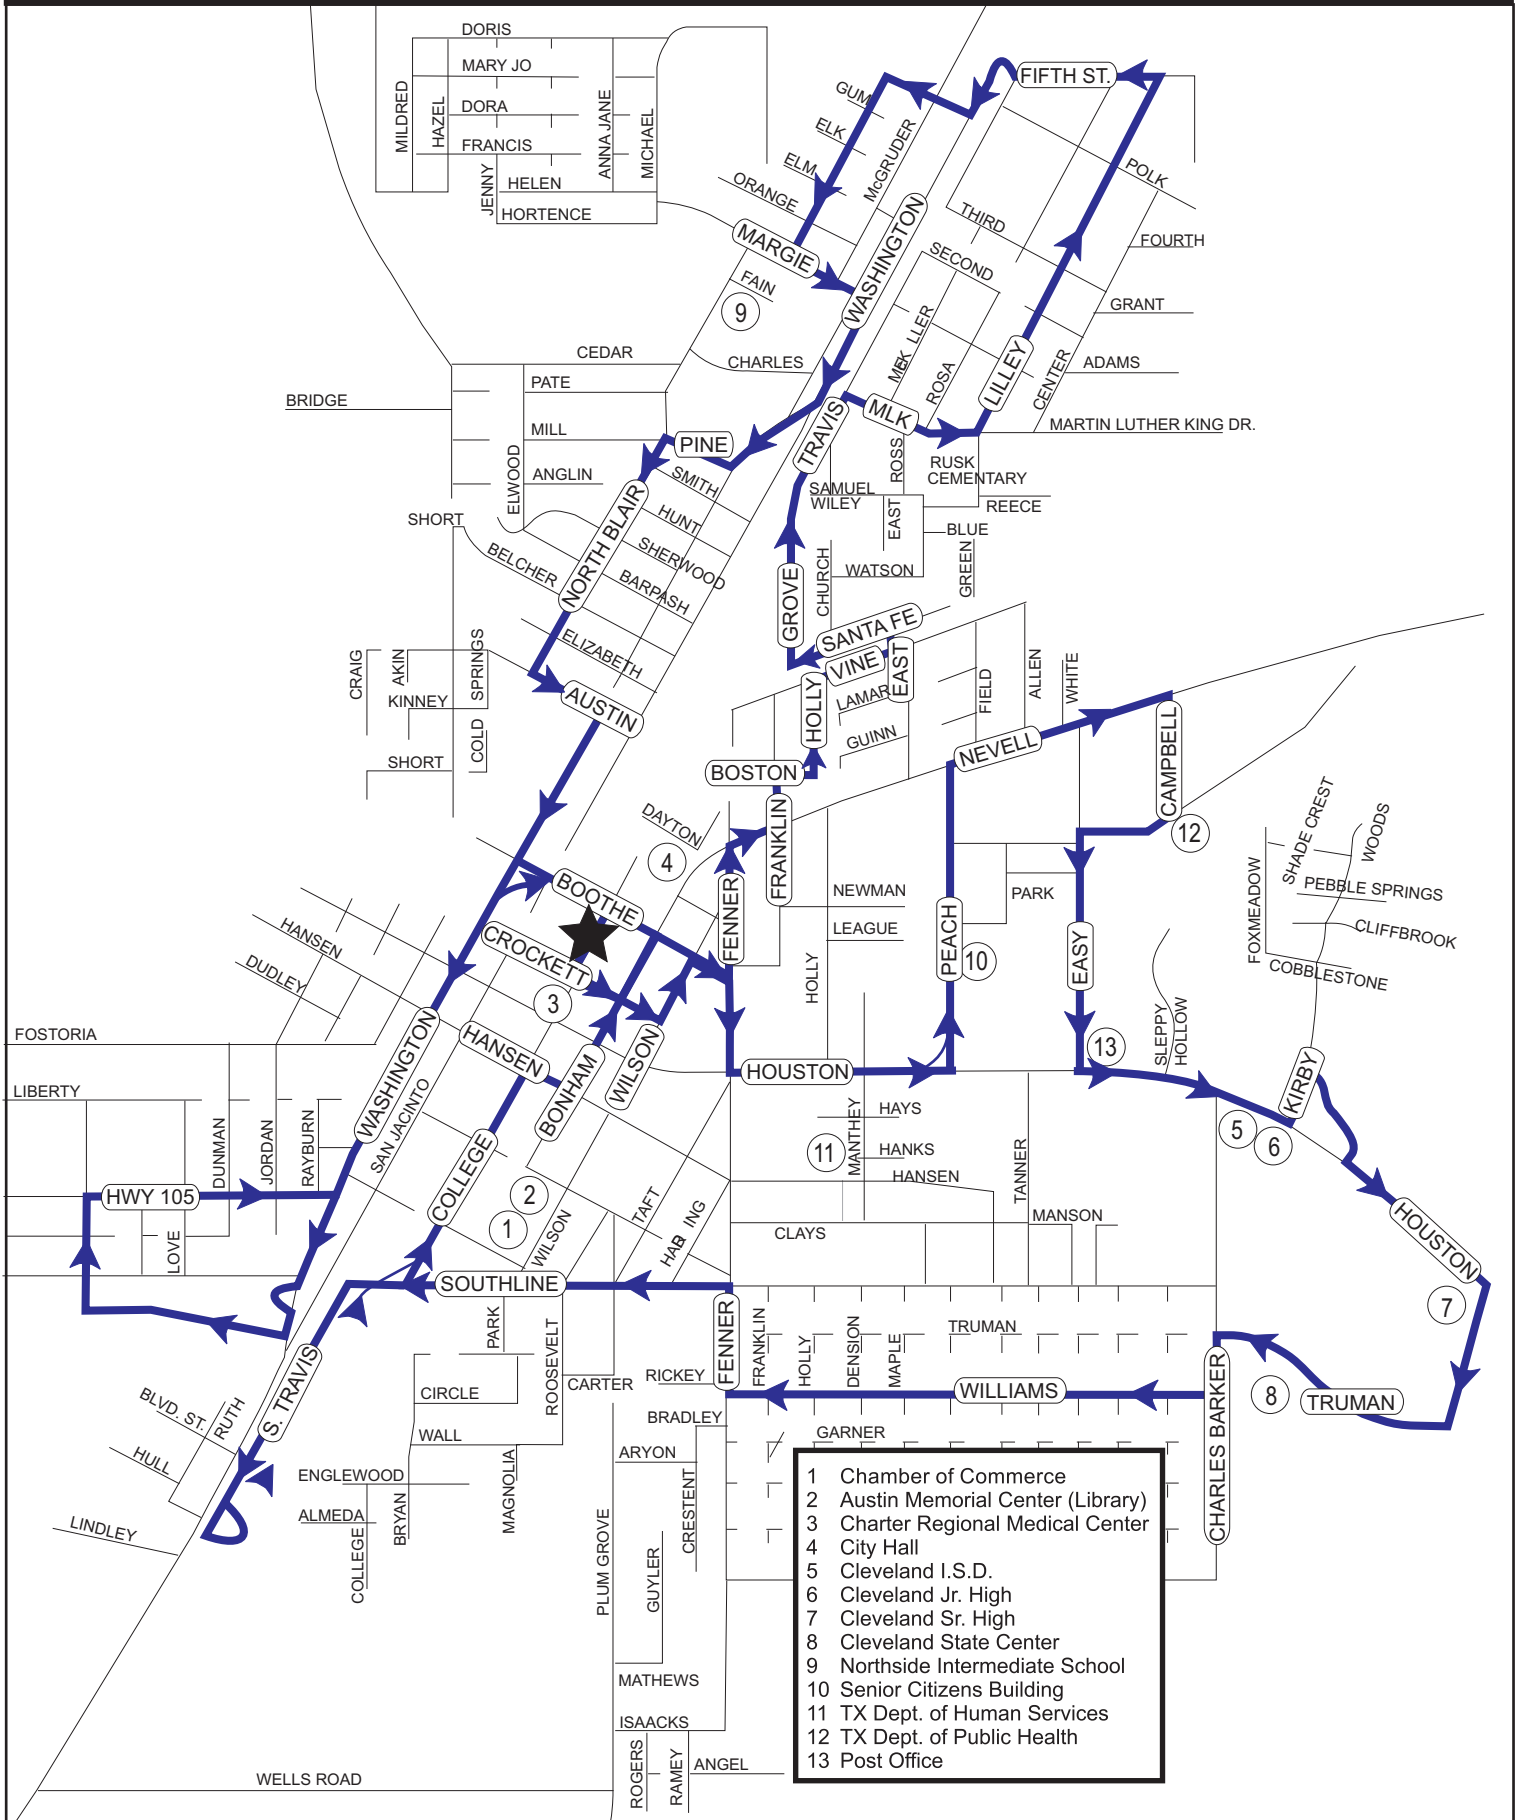 DORIS
MARY JO
DORA
FRANCIS
HELEN
HORTENCE
MILDRED
HAZEL
JENNY
ANNA JANE
MICHAEL
GUM
ELK
ELM
ORANGE
McGRUDER
FIFTH ST.
POLK
THIRD
FOURTH
SECOND
GRANT
ADAMS
MARGIE
FAIN
9
WASHINGTON
ROSA
LILLEY
CENTER
CEDAR
CHARLES
PATE
BRIDGE
MILL
PINE
TRAVIS
MLK
MARTIN LUTHER KING DR.
ELWOOD
ANGLIN
SMITH
ROSS
RUSK
CEMENTARY
SAMUEL
WILEY
EAST
REECE
SHORT
NORTH BLAIR
HUNT
SHERWOOD
BARPASH
BELCHER
ELIZABETH
BLUE
GREEN
CHURCH
WATSON
GROVE
SANTA FE
VINE
EAST
HOLLY
LAMAR
GUINN
FIELD
ALLEN
WHITE
CRAIG
AKIN
SPRINGS
KINNEY
COLD
SHORT
AUSTIN
BOSTON
NEVELL
CAMPBELL
12
DAYTON
4
FRANKLIN
FENNER
NEWMAN
LEAGUE
HOLLY
PARK
PEACH
10
EASY
FOXMEADOW
SHADE CREST
WOODS
PEBBLE SPRINGS
CLIFFBROOK
COBBLESTONE
BOOTHE
CROCKETT
3
HANSEN
DUDLEY
FOSTORIA
LIBERTY
WASHINGTON
SAN JACINTO
HANSEN
BONHAM
WILSON
HOUSTON
13
SLEPPY
HOLLOW
KIRBY
5
6
DUNMAN
JORDAN
RAYBURN
HWY 105
LOVE
COLLEGE
2
1
WILSON
TAFT
MANTHEY
HAYS
11
HANKS
HANSEN
TANNER
CLAYS
MANSON
HOUSTON
7
SOUTHLINE
PARK
ROOSEVELT
FENNER
FRANKLIN
HOLLY
DENSION
MAPLE
TRUMAN
WILLIAMS
CHARLES BARKER
8
TRUMAN
S. TRAVIS
BLVD. ST.
RUTH
HULL
LINDLEY
CIRCLE
WALL
CARTER
RICKEY
BRADLEY
ARYON
GARNER
ENGLEWOOD
ALMEDA
COLLEGE
BRYAN
MAGNOLIA
PLUM GROVE
GUYLER
CRESTENT
MATHEWS
ISAACKS
ROGERS
RAMEY
ANGEL
WELLS ROAD
1 Chamber of Commerce
2 Austin Memorial Center (Library)
3 Charter Regional Medical Center
4 City Hall
5 Cleveland I.S.D.
6 Cleveland Jr. High
7 Cleveland Sr. High
8 Cleveland State Center
9 Northside Intermediate School
10 Senior Citizens Building
11 TX Dept. of Human Services
12 TX Dept. of Public Health
13 Post Office